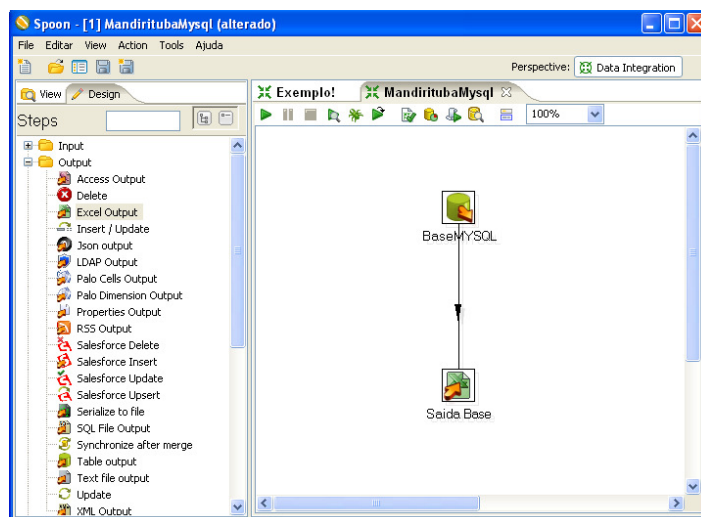 Spoon - [1] MandiritubaMysql (alterado)
File Editar View Action Tools Ajuda
Perspective: Data Integration
View Design
Exemplo! MandiritubaMysql
Steps
100%
Input
Output
Access Output
Delete
Excel Output
Insert / Update
Json output
LDAP Output
Palo Cells Output
Palo Dimension Output
Properties Output
RSS Output
Salesforce Delete
Salesforce Insert
Salesforce Update
Salesforce Upsert
Serialize to file
SQL File Output
Synchronize after merge
Table output
Text file output
Update
XML Output
BaseMYSQL
Saida Base